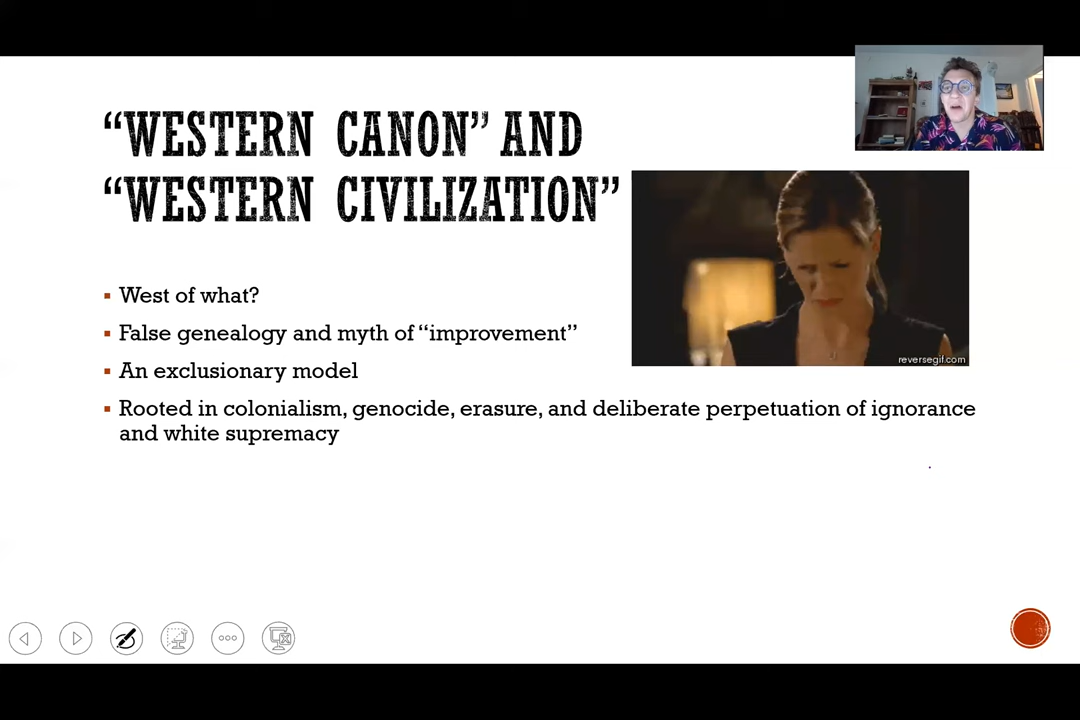 “WESTERN CANON” AND
“WESTERN CIVILIZATION”
West of what?
False genealogy and myth of “improvement”
An exclusionary model
Rooted in colonialism, genocide, erasure, and deliberate perpetuation of ignorance
and white supremacy
reversegif.com